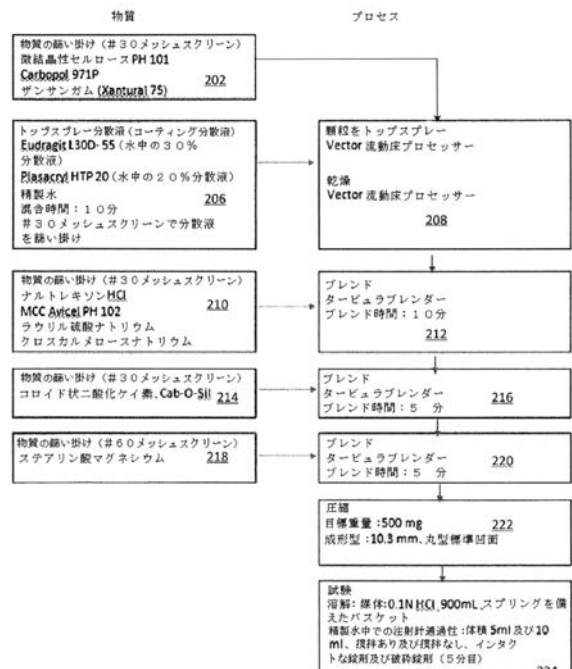 物質
プロセス
物質の篩い掛け（＃30メッシュスクリーン）
微結晶性セルロースPH 101
Carbopol 971P
ザンサンガム (Xantural 75)
202
トップスプレー分散液（コーティング分散液）
Eudragit L30D-55（水中の３０％
分散液）
Plasacryl HTP 20（水中の２０％分散液）
精製水
混合時間：１０分
＃30メッシュスクリーンで分散液
を篩い掛け
206
顆粒をトップスプレー
Vector 流動床プロセッサー
乾燥
Vector 流動床プロセッサー
208
物質の篩い掛け（＃30メッシュスクリーン）
ナルトレキソンHCl
MCC Avicel PH 102
ラウリル硫酸ナトリウム
クロスカルメロースナトリウム
210
ブレンド
タービュラブレンダー
ブレンド時間：１０分
212
物質の篩い掛け（＃30メッシュスクリーン）
コロイド状二酸化ケイ素、Cab-O-Sil 214
ブレンド
タービュラブレンダー
ブレンド時間：５　分
216
物質の篩い掛け（＃60メッシュスクリーン）
ステアリン酸マグネシウム
218
ブレンド
タービュラブレンダー
ブレンド時間：５　分
220
圧縮
目標重量：500 mg
成形型：10.3 mm、丸型標準凹面
222
試験
溶解：媒体：0.1N HCl、900mL、スプリングを備
えたバスケット
精製水中での注射針通過性：体積 5ml 及び 10
ml、撹拌あり及び撹拌なし、インタク
トな錠剤及び破砕錠剤（５分目）